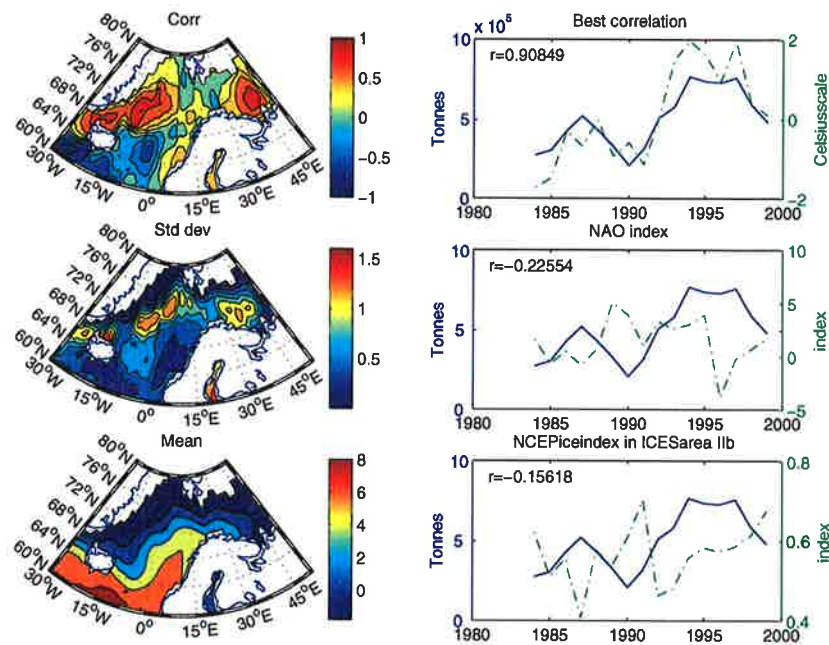 Corr
80°N
76°N
72°N
68°N
64°N
60°N
30°W
15°W
0°
15°E
30°E
45°E
1
0.5
0
−0.5
−1
Best correlation
x 10⁵
10
5
0
Tonnes
r=0.90849
2
0
−2
Celsiusscale
1980
1985
1990
1995
2000
Std dev
80°N
76°N
72°N
68°N
64°N
60°N
30°W
15°W
0°
15°E
30°E
45°E
1.5
1
0.5
NAO index
10
5
0
Tonnes
r=−0.22554
10
5
0
−5
index
1980
1985
1990
1995
2000
Mean
80°N
76°N
72°N
68°N
64°N
60°N
30°W
15°W
0°
15°E
30°E
45°E
8
6
4
2
0
NCEPiceindex in ICESarea IIb
10
5
0
Tonnes
r=−0.15618
0.8
0.6
0.4
index
1980
1985
1990
1995
2000